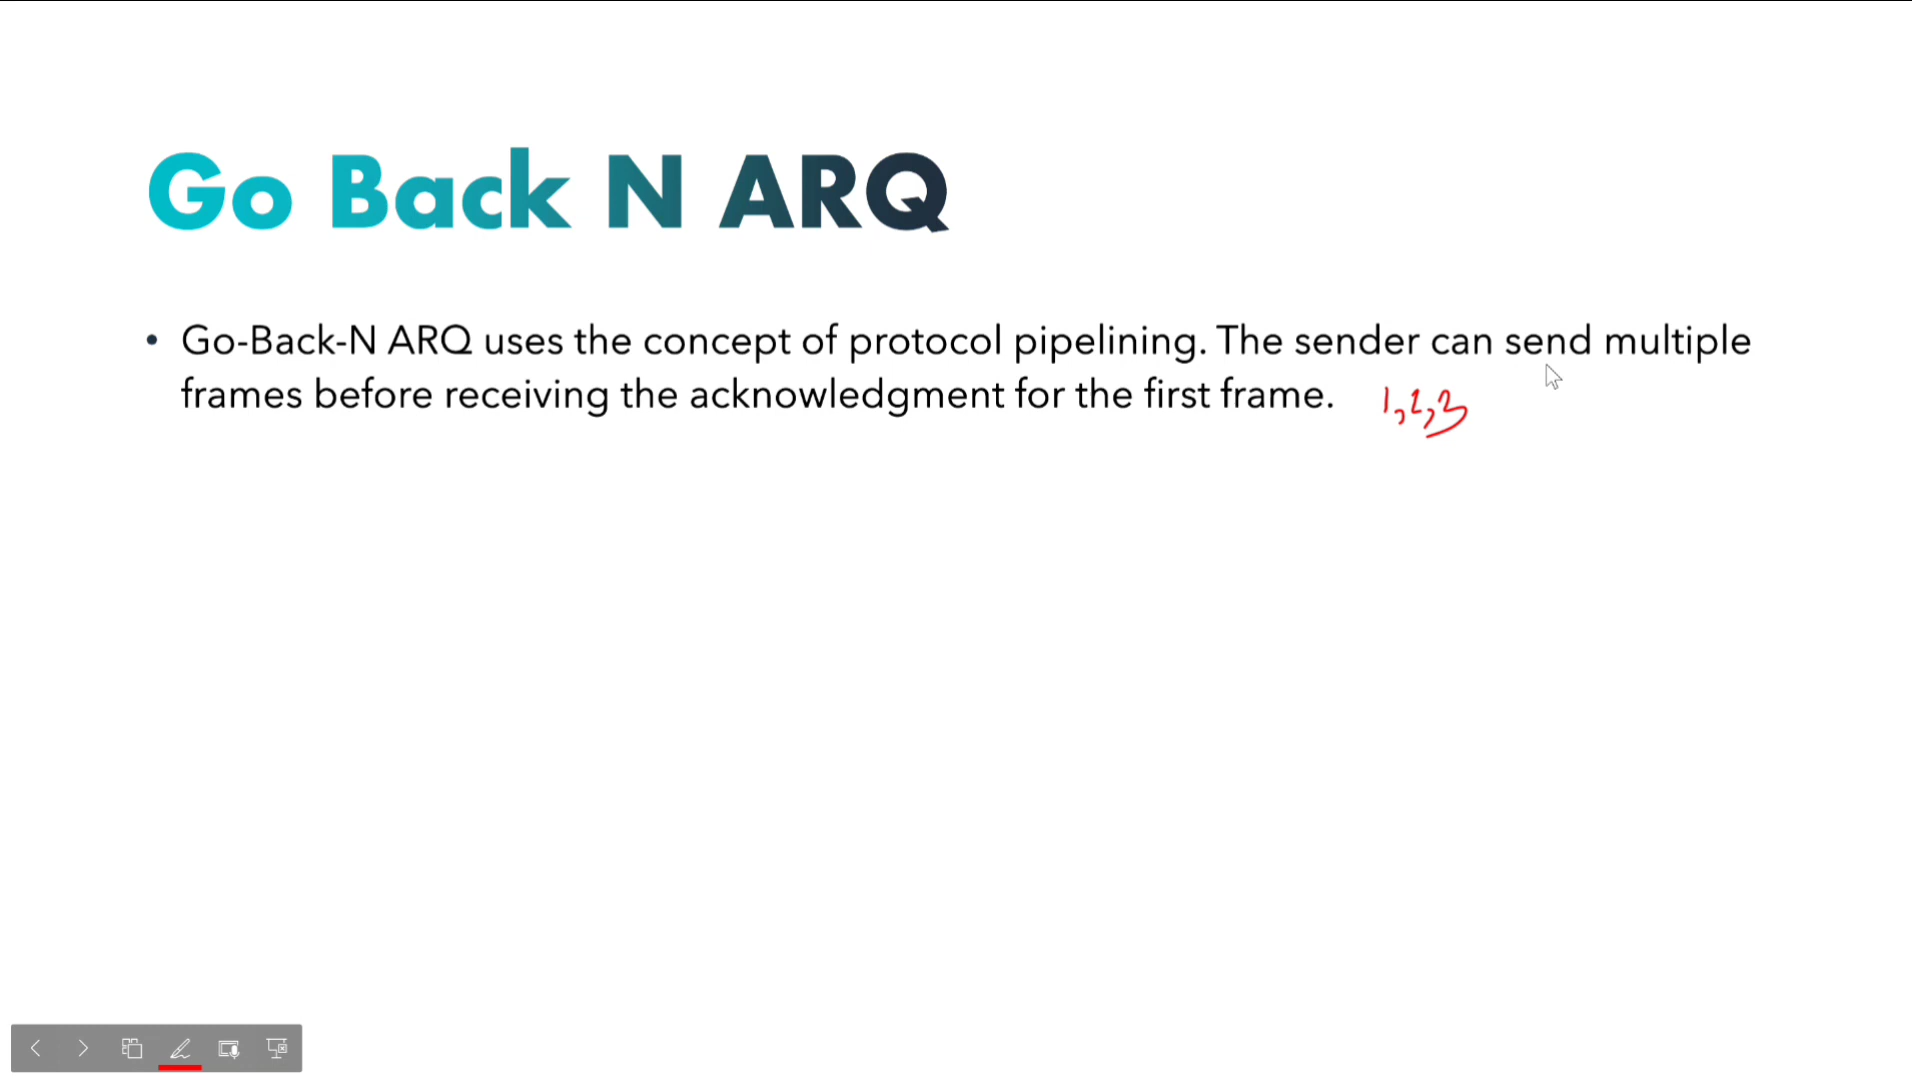 Go Back N ARQ
• Go-Back-N ARQ uses the concept of protocol pipelining. The sender can send multiple
frames before receiving the acknowledgment for the first frame. 1,2,3